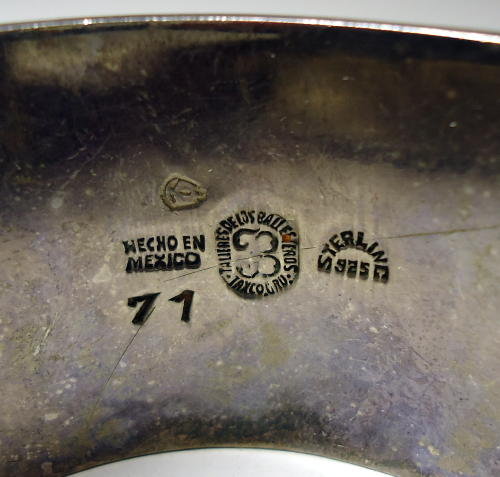 HECHO EN
MEXICO
TALLERES DE LOS BALLESTEROS
TAXCO, GRO.
STERLING
925
71